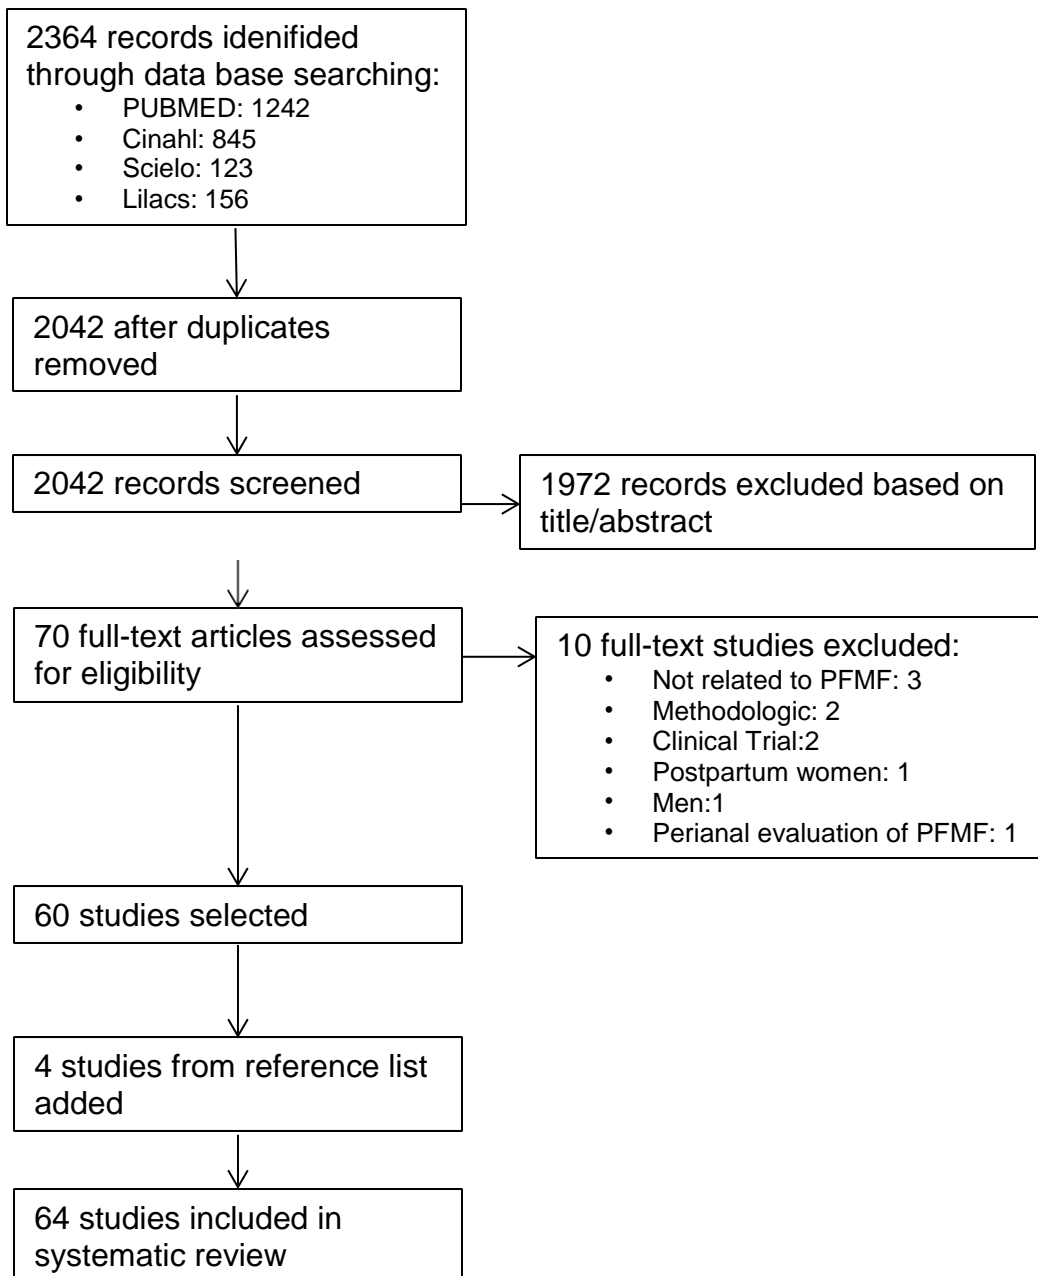 2364 records idenifided
through data base searching:
• PUBMED: 1242
• Cinahl: 845
• Scielo: 123
• Lilacs: 156
2042 after duplicates
removed
2042 records screened
1972 records excluded based on
title/abstract
70 full-text articles assessed
for eligibility
10 full-text studies excluded:
• Not related to PFMF: 3
• Methodologic: 2
• Clinical Trial:2
• Postpartum women: 1
• Men:1
• Perianal evaluation of PFMF: 1
60 studies selected
4 studies from reference list
added
64 studies included in
systematic review